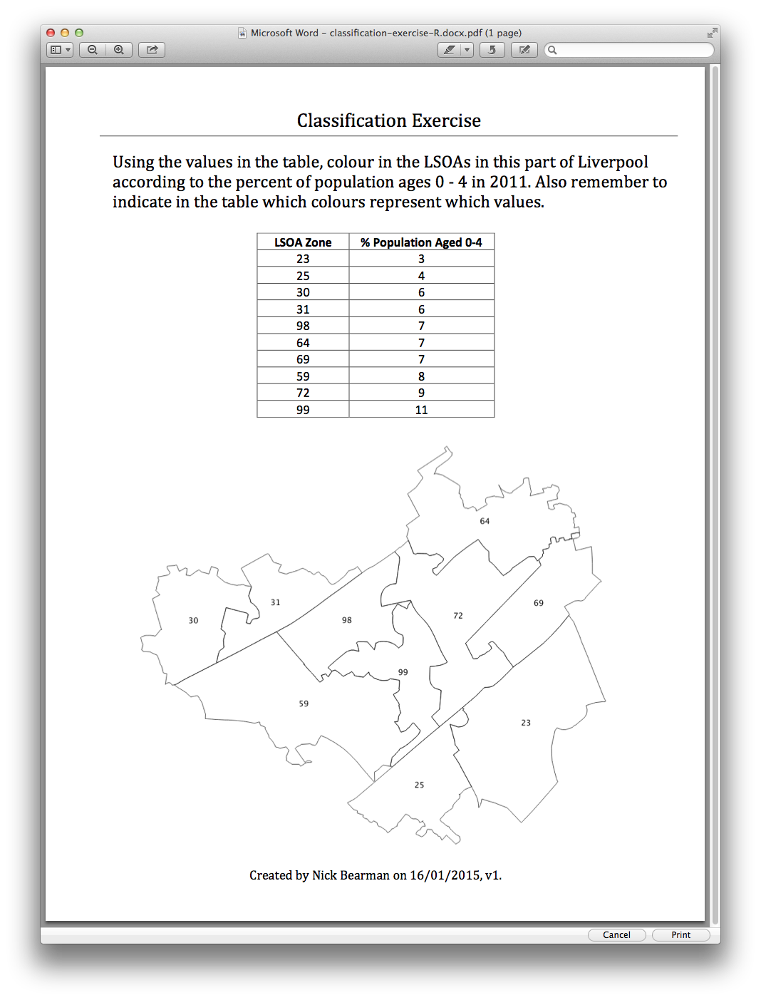 Microsoft Word – classification-exercise-R.docx.pdf (1 page)
Classification Exercise
Using the values in the table, colour in the LSOAs in this part of Liverpool
according to the percent of population ages 0 - 4 in 2011. Also remember to
indicate in the table which colours represent which values.
LSOA Zone % Population Aged 0-4
23 3
25 4
30 6
31 6
98 7
64 7
69 7
59 8
72 9
99 11
64
31
69
30
98
72
99
59
23
25
Created by Nick Bearman on 16/01/2015, v1.
Cancel Print